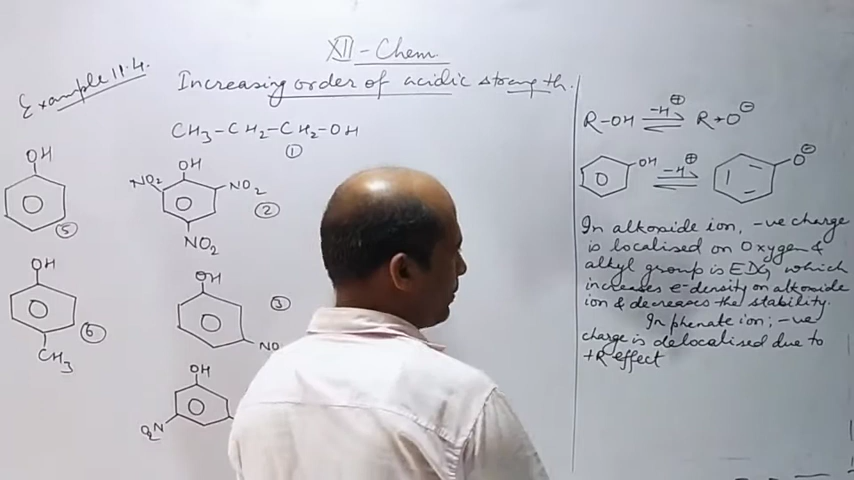 XII - Chem.
Example 11.4.
Increasing order of acidic strength.
CH3-CH2-CH2-OH
1
OH
NO2
NO2
NO2
2
OH
NO
3
OH
O2N
OH
5
OH
CH3
6
R-OH -H⊕ ⇌ R-O⊖
OH -H⊕ ⇌ O⊖
In alkoxide ion, -ve charge
is localised on Oxygen &
alkyl group is EDG, which
increases e-density on alkoxide
ion & decreases the stability.
In phenate ion; -ve
charge is delocalised due to
+R effect